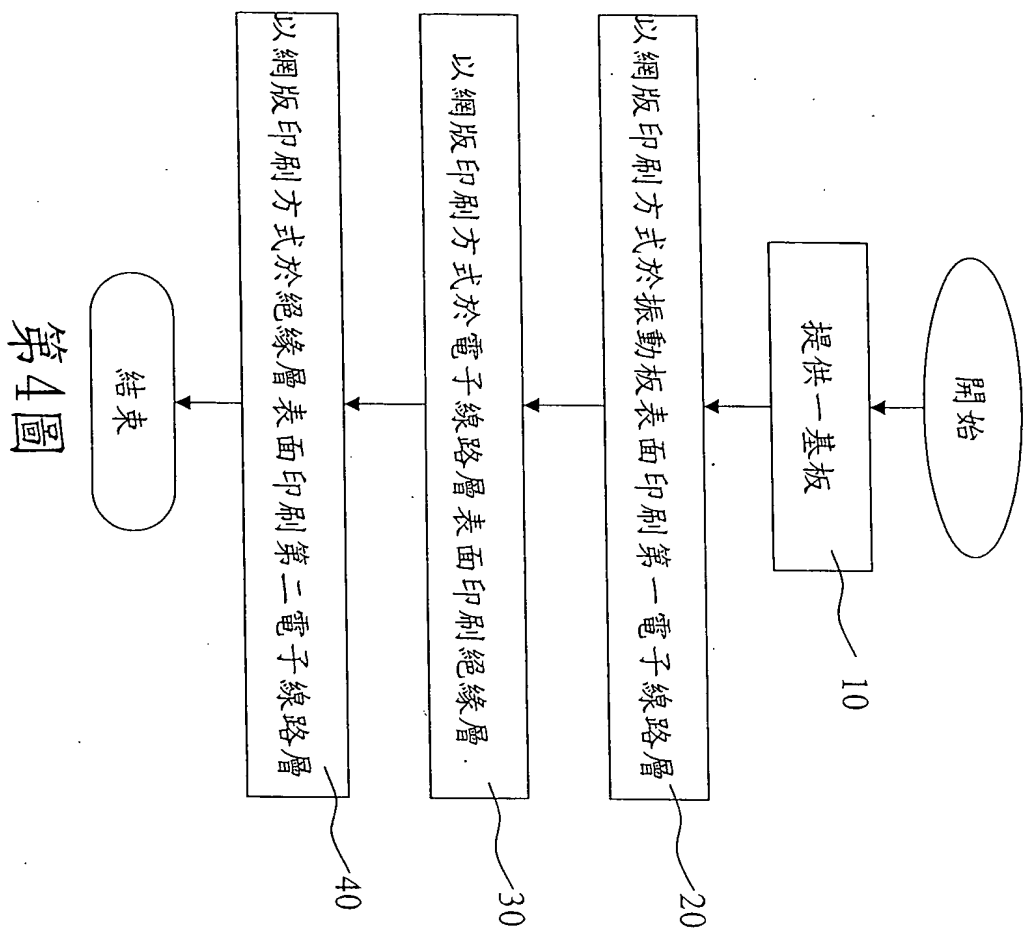 開始
提供一基板
10
以網版印刷方式於振動板表面印刷第一電子線路層
20
以網版印刷方式於電子線路層表面印刷絕緣層
30
以網版印刷方式於絕緣層表面印刷第二電子線路層
40
結束
第4圖